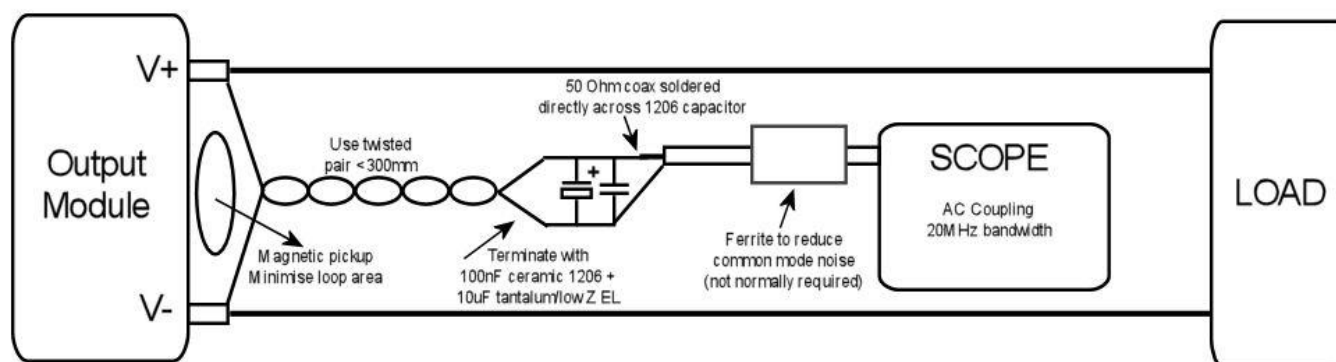 V+
Output
Module
V-
Magnetic pickup
Minimise loop area
Use twisted
pair <300mm
50 Ohm coax soldered
directly across 1206 capacitor
+
Terminate with
100nF ceramic 1206 +
10uF tantalum/low Z EL
Ferrite to reduce
common mode noise
(not normally required)
SCOPE
AC Coupling
20MHz bandwidth
LOAD